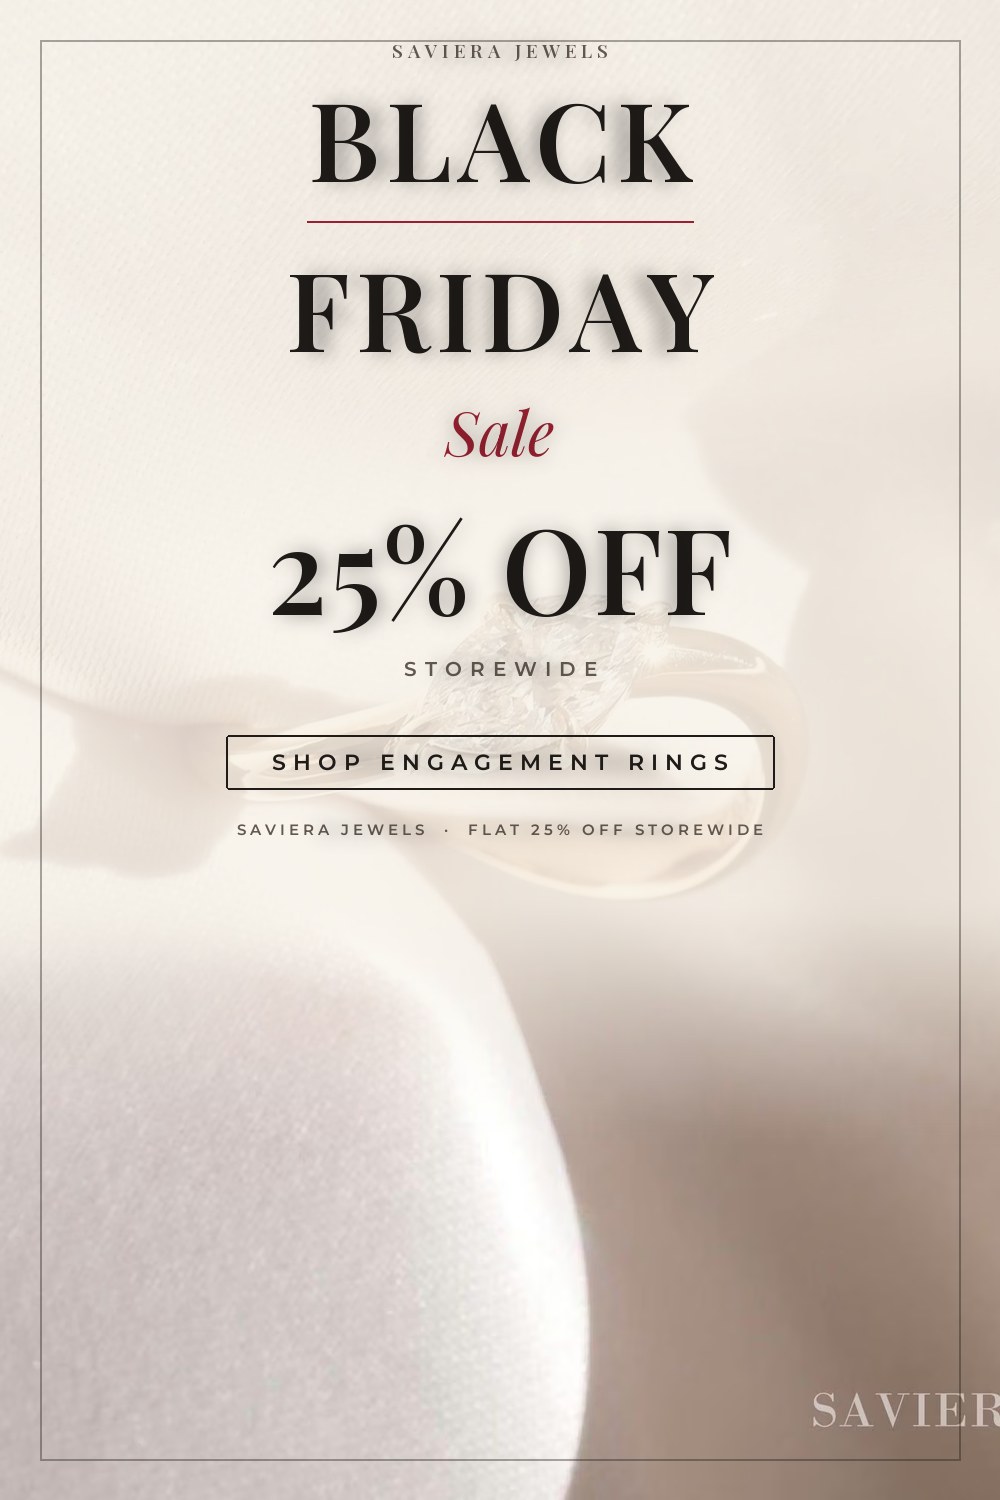 SAVIERA JEWELS
BLACK
FRIDAY
Sale
25% OFF
STOREWIDE
SHOP ENGAGEMENT RINGS
SAVIERA JEWELS · FLAT 25% OFF STOREWIDE
SAVIER